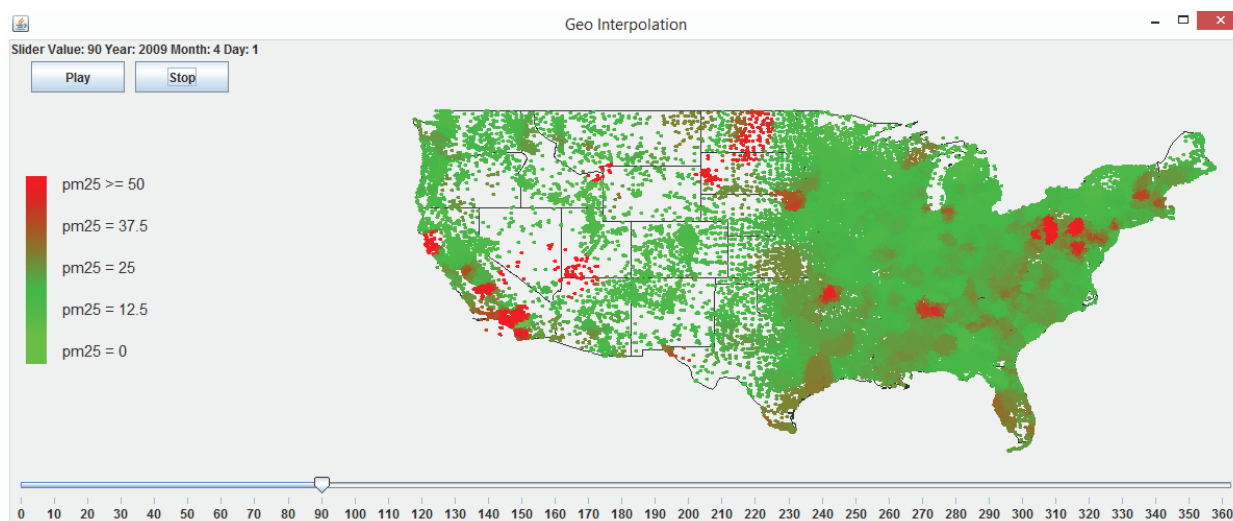 Geo Interpolation
Slider Value: 90 Year: 2009 Month: 4 Day: 1
Play Stop
pm25 >= 50
pm25 = 37.5
pm25 = 25
pm25 = 12.5
pm25 = 0
0 10 20 30 40 50 60 70 80 90 100 110 120 130 140 150 160 170 180 190 200 210 220 230 240 250 260 270 280 290 300 310 320 330 340 350 360